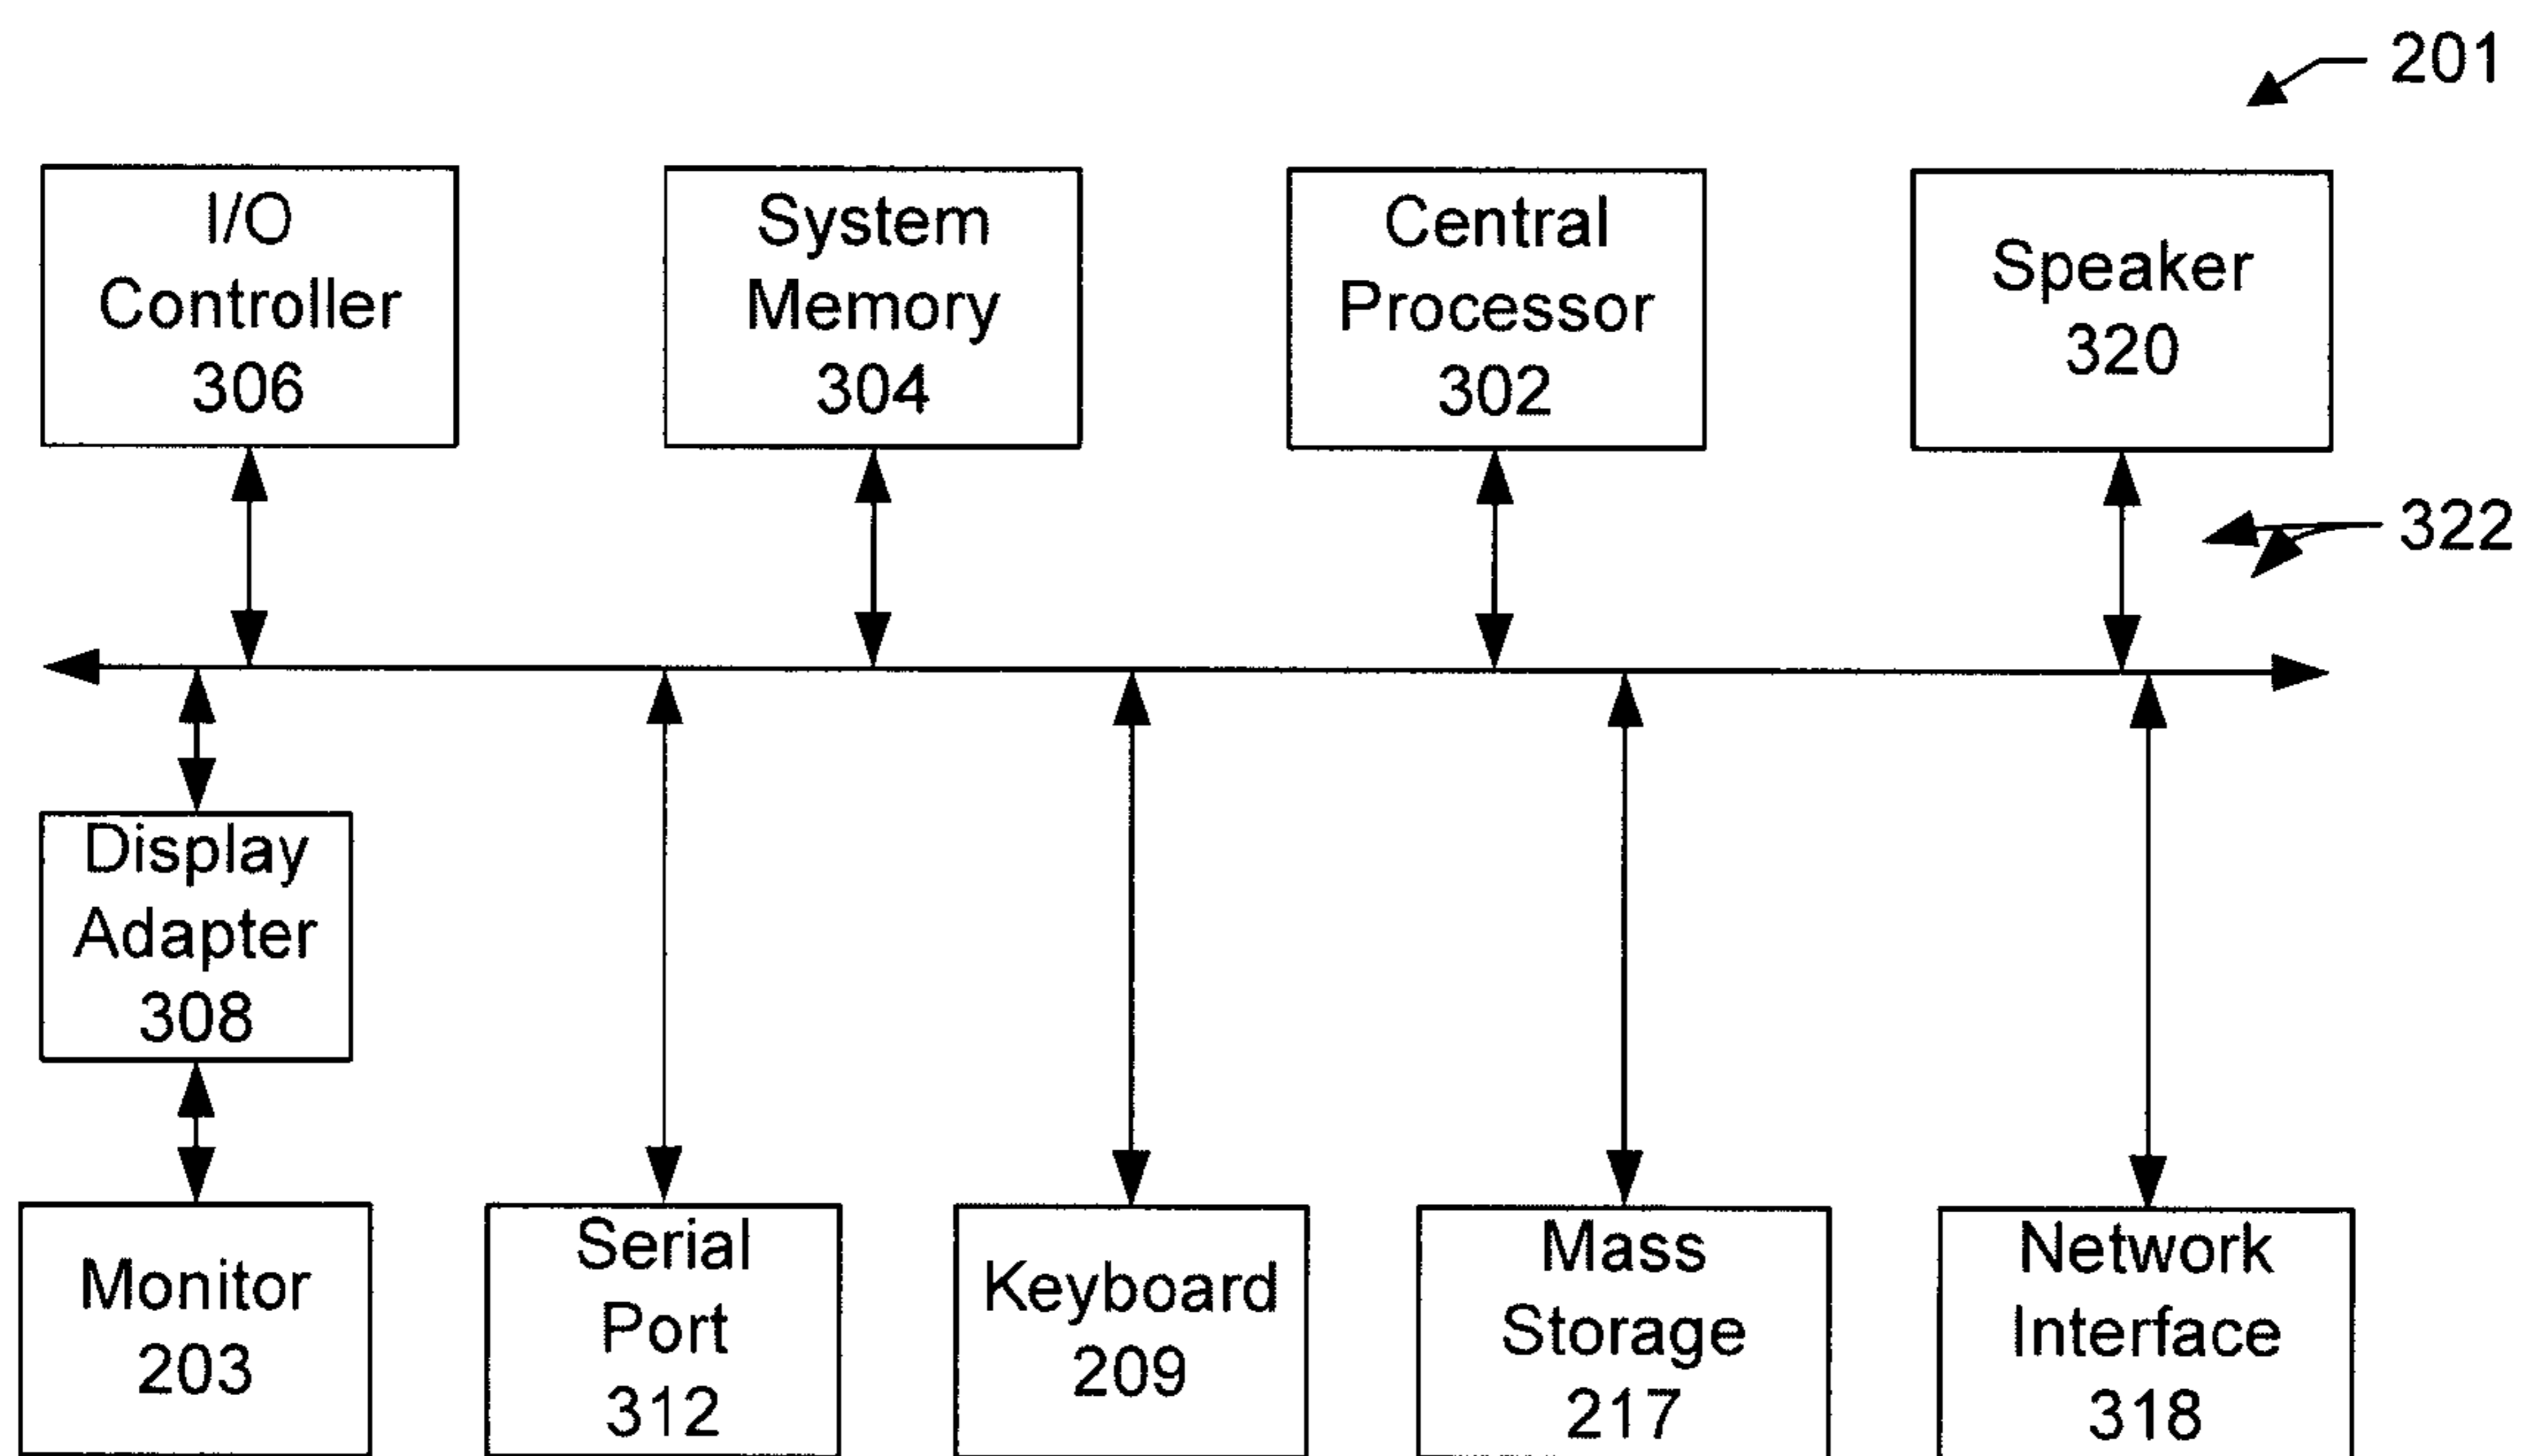 201
I/O
Controller
306
System
Memory
304
Central
Processor
302
Speaker
320
322
Display
Adapter
308
Monitor
203
Serial
Port
312
Keyboard
209
Mass
Storage
217
Network
Interface
318